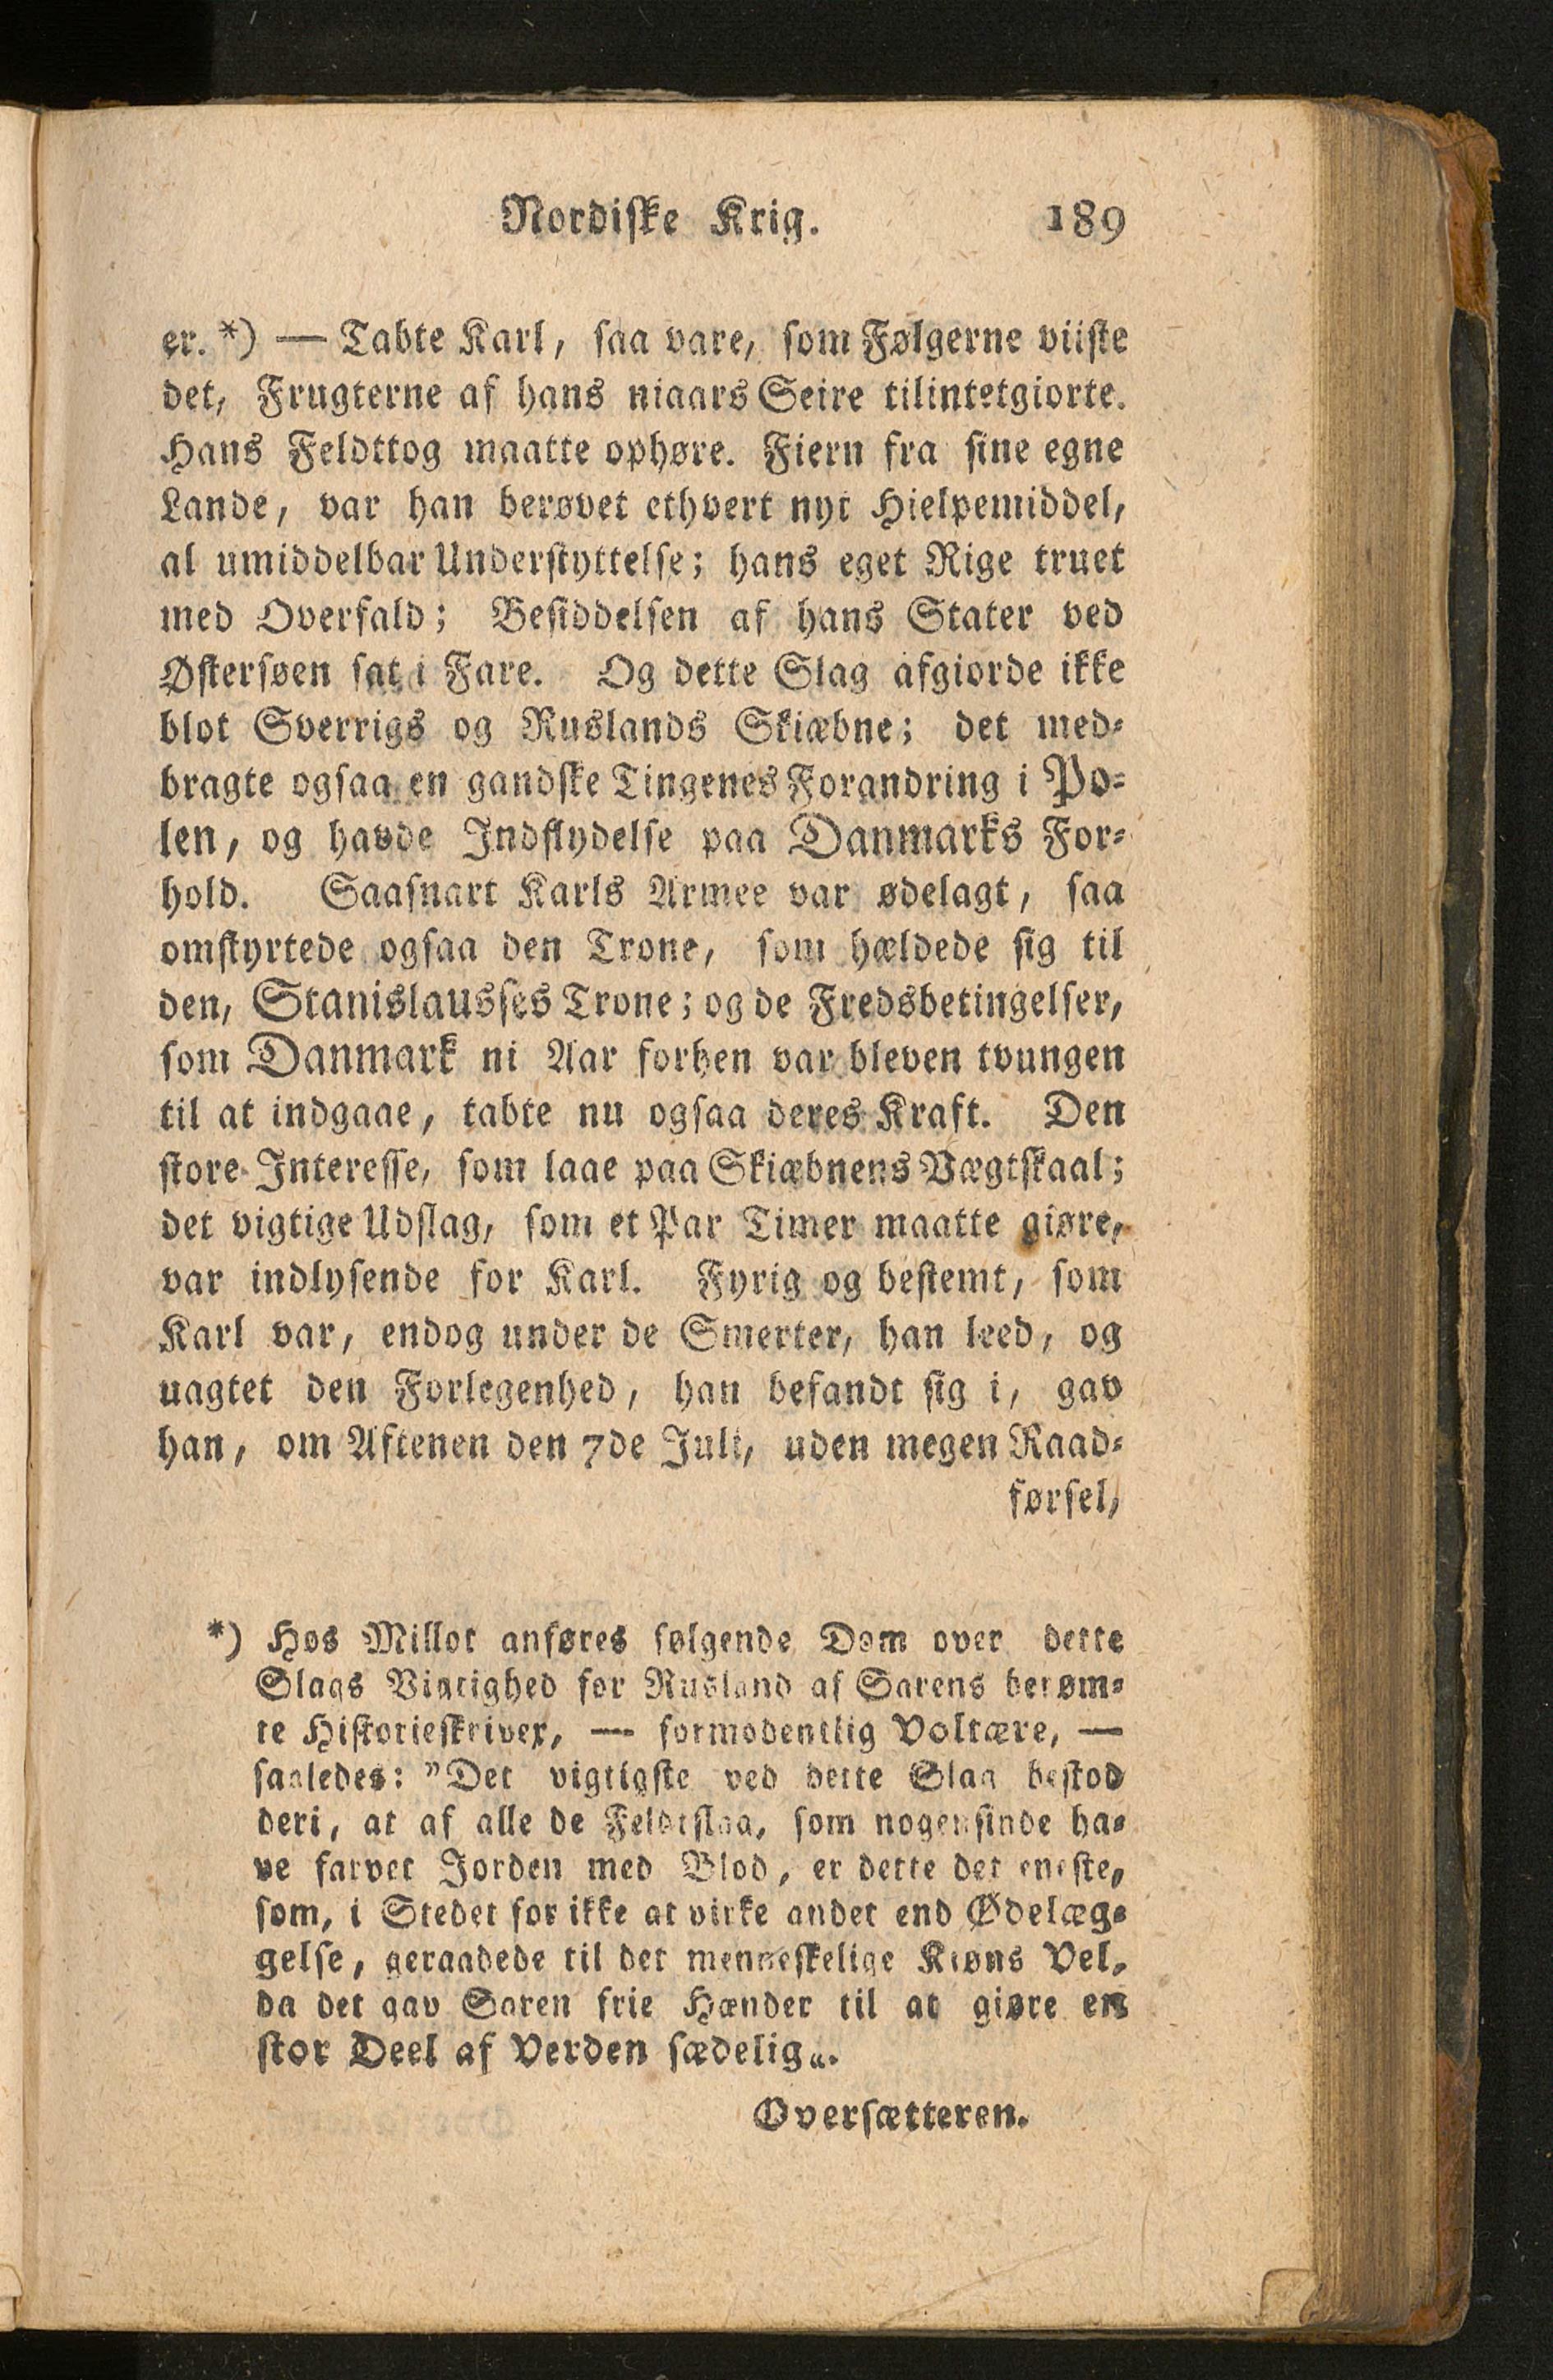 Nordiske Krig. 189
er. *) — Tabte Karl, saa vare, som Følgerne viiste
det, Frugterne af hans niaars Seire tilintetgiorte.
Hans Feldttog maatte ophøre. Fiern fra sine egne
Lande, var han berøvet ethvert nyt Hielpemiddel,
al umiddelbar Understyttelse; hans eget Rige truet
med Overfald; Besiddelsen af hans Stater ved
Østersøen sat i Fare. Og dette Slag afgiorde ikke
blot Sverrigs og Ruslands Skiæbne; det med-
bragte ogsaa en gandske Tingenes Forandring i Po-
len, og havde Indflydelse paa Danmarks For-
hold. Saasnart Karls Armee var ødelagt, saa
omstyrtede ogsaa den Trone, som hældede sig til
den, Stanislausses Trone; og de Fredsbetingelser,
som Danmark ni Aar forhen var bleven tvungen
til at indgaae, tabte nu ogsaa deres Kraft. Den
store Interesse, som laae paa Skiæbnens Vægtskaal;
det vigtige Udslag, som et Par Timer maatte giøre,
var indlysende for Karl. Fyrig og bestemt, som
Karl var, endog under de Smerter, han leed, og
uagtet den Forlegenhed, han befandt sig i, gav
han, om Aftenen den 7de Juli, uden megen Raad-
førsel,
*) Hos Millot anføres følgende Dom over dette
Slags Vigtighed for Rusland af Sarens berøm-
te Historieskriver, — formodentlig Voltære, —
saaledes: ”Det vigtigste ved dette Slag bestod
deri, at af alle de Feldtslaa, som nogensinde ha-
ve farvet Jorden med Blod, er dette det eneste,
som, i Stedet for ikke at virke andet end Ødelæg-
gelse, geraadede til det menneskelige Kiøns Vel,
da det gav Saren frie Hænder til at giøre en
stor Deel af Verden sædelig„.
Oversætteren.